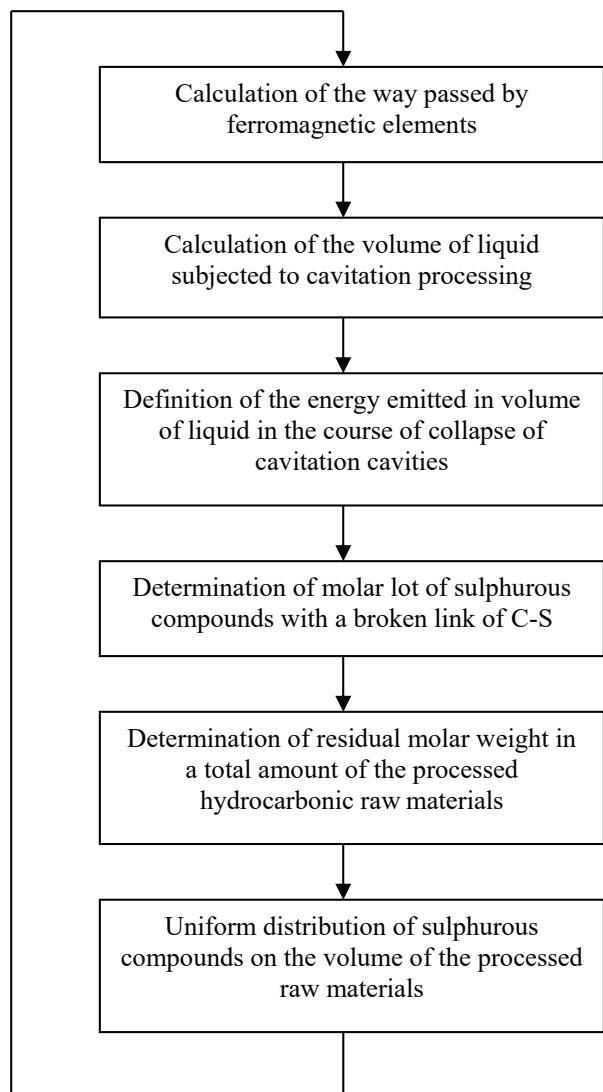 Calculation of the way passed by
ferromagnetic elements
Calculation of the volume of liquid
subjected to cavitation processing
Definition of the energy emitted in volume
of liquid in the course of collapse of
cavitation cavities
Determination of molar lot of sulphurous
compounds with a broken link of C-S
Determination of residual molar weight in
a total amount of the processed
hydrocarbonic raw materials
Uniform distribution of sulphurous
compounds on the volume of the processed
raw materials